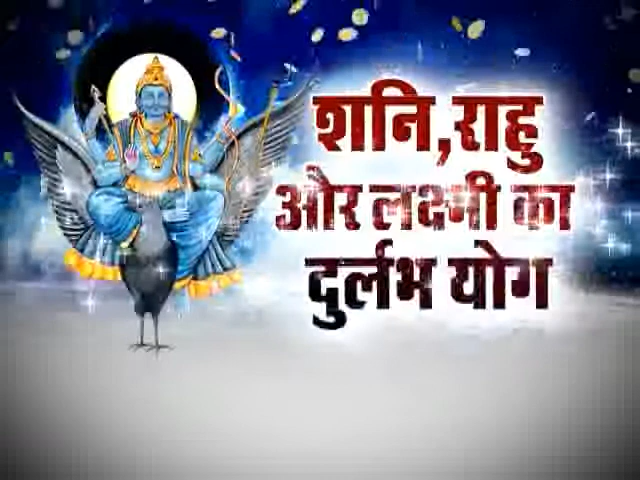 शनि,राहु
और लक्ष्मी का
दुर्लभ योग